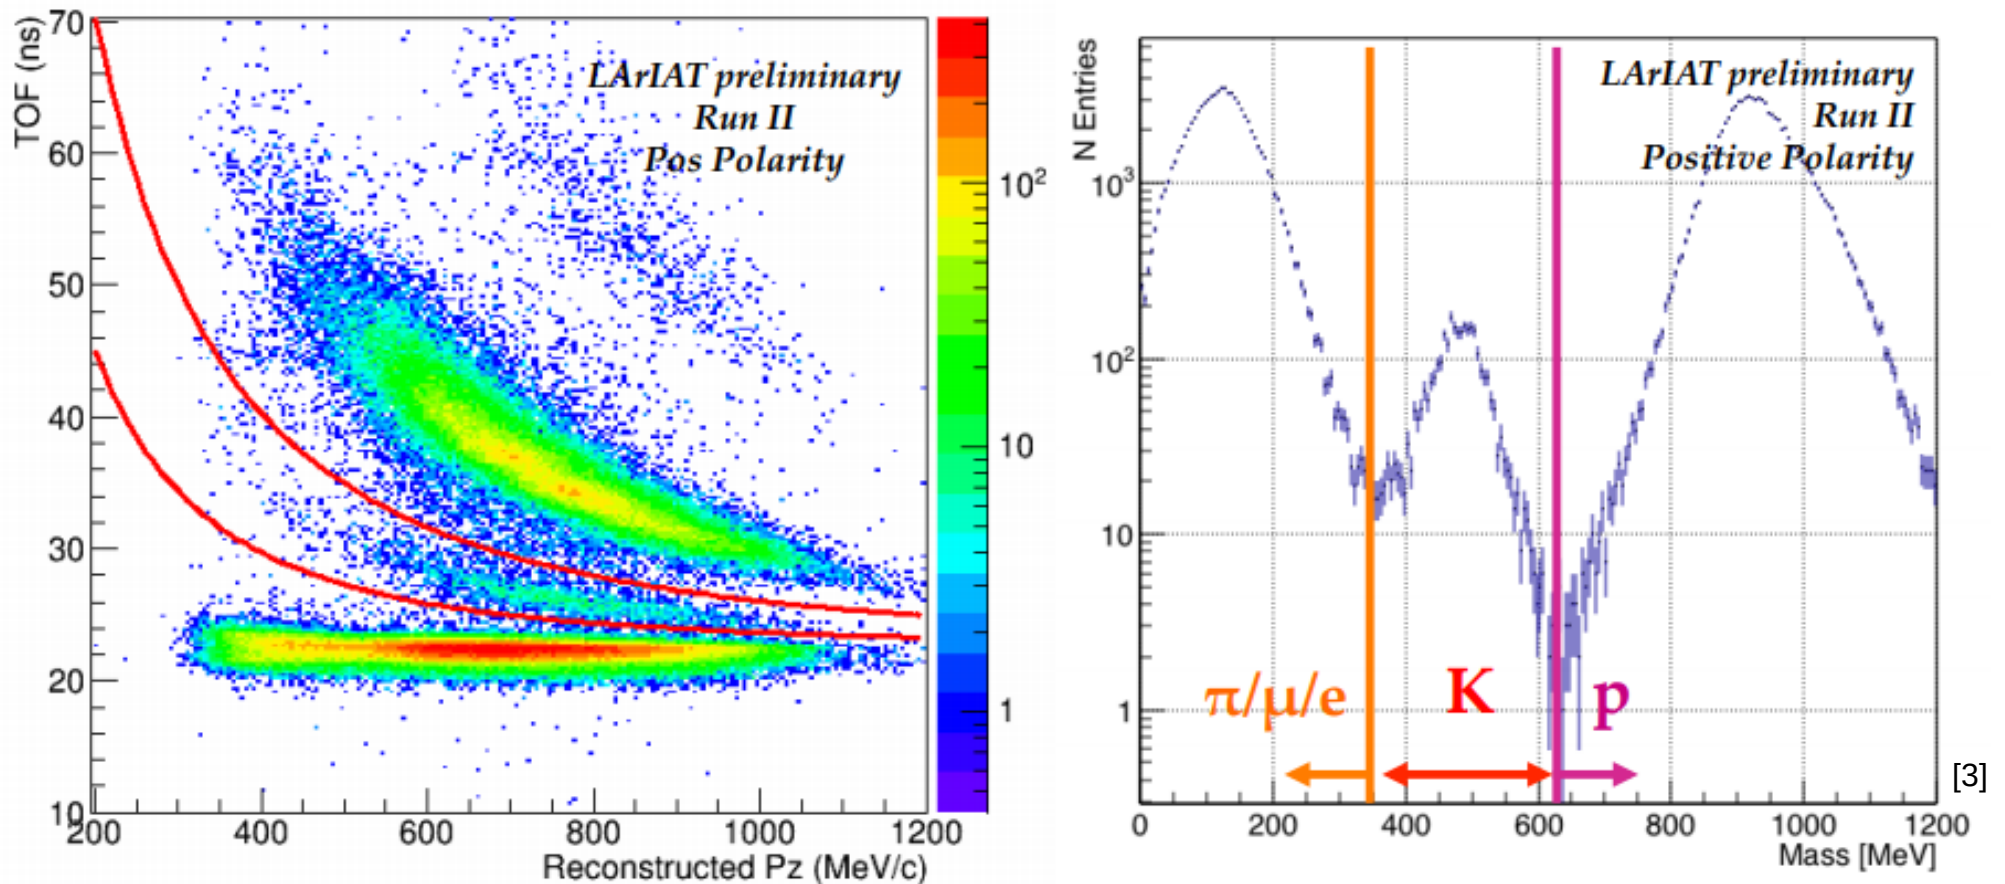 TOF (ns)
70
60
50
40
30
20
10
200
400
600
800
1000
1200
Reconstructed Pz (MeV/c)
LArIAT preliminary
Run II
Pos Polarity
10²
10
1
N Entries
10³
10²
10
1
LArIAT preliminary
Run II
Positive Polarity
π/μ/e
K
p
0
200
400
600
800
1000
1200
Mass [MeV]
[3]